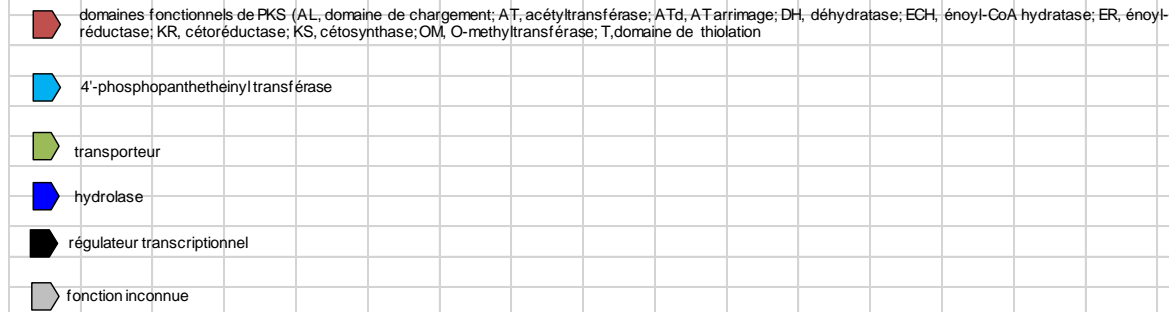 domaines fonctionnels de PKS (AL, domaine de chargement; AT, acétyltransférase; ATd, AT arrimage; DH, déhydratase; ECH, énoyl-CoA hydratase; ER, énoyl-
réductase; KR, cétoréductase; KS, cétosynthase; OM, O-methyltransférase; T,domaine de thiolation
4'-phosphopanthetheinyl transférase
transporteur
hydrolase
régulateur transcriptionnel
fonction inconnue